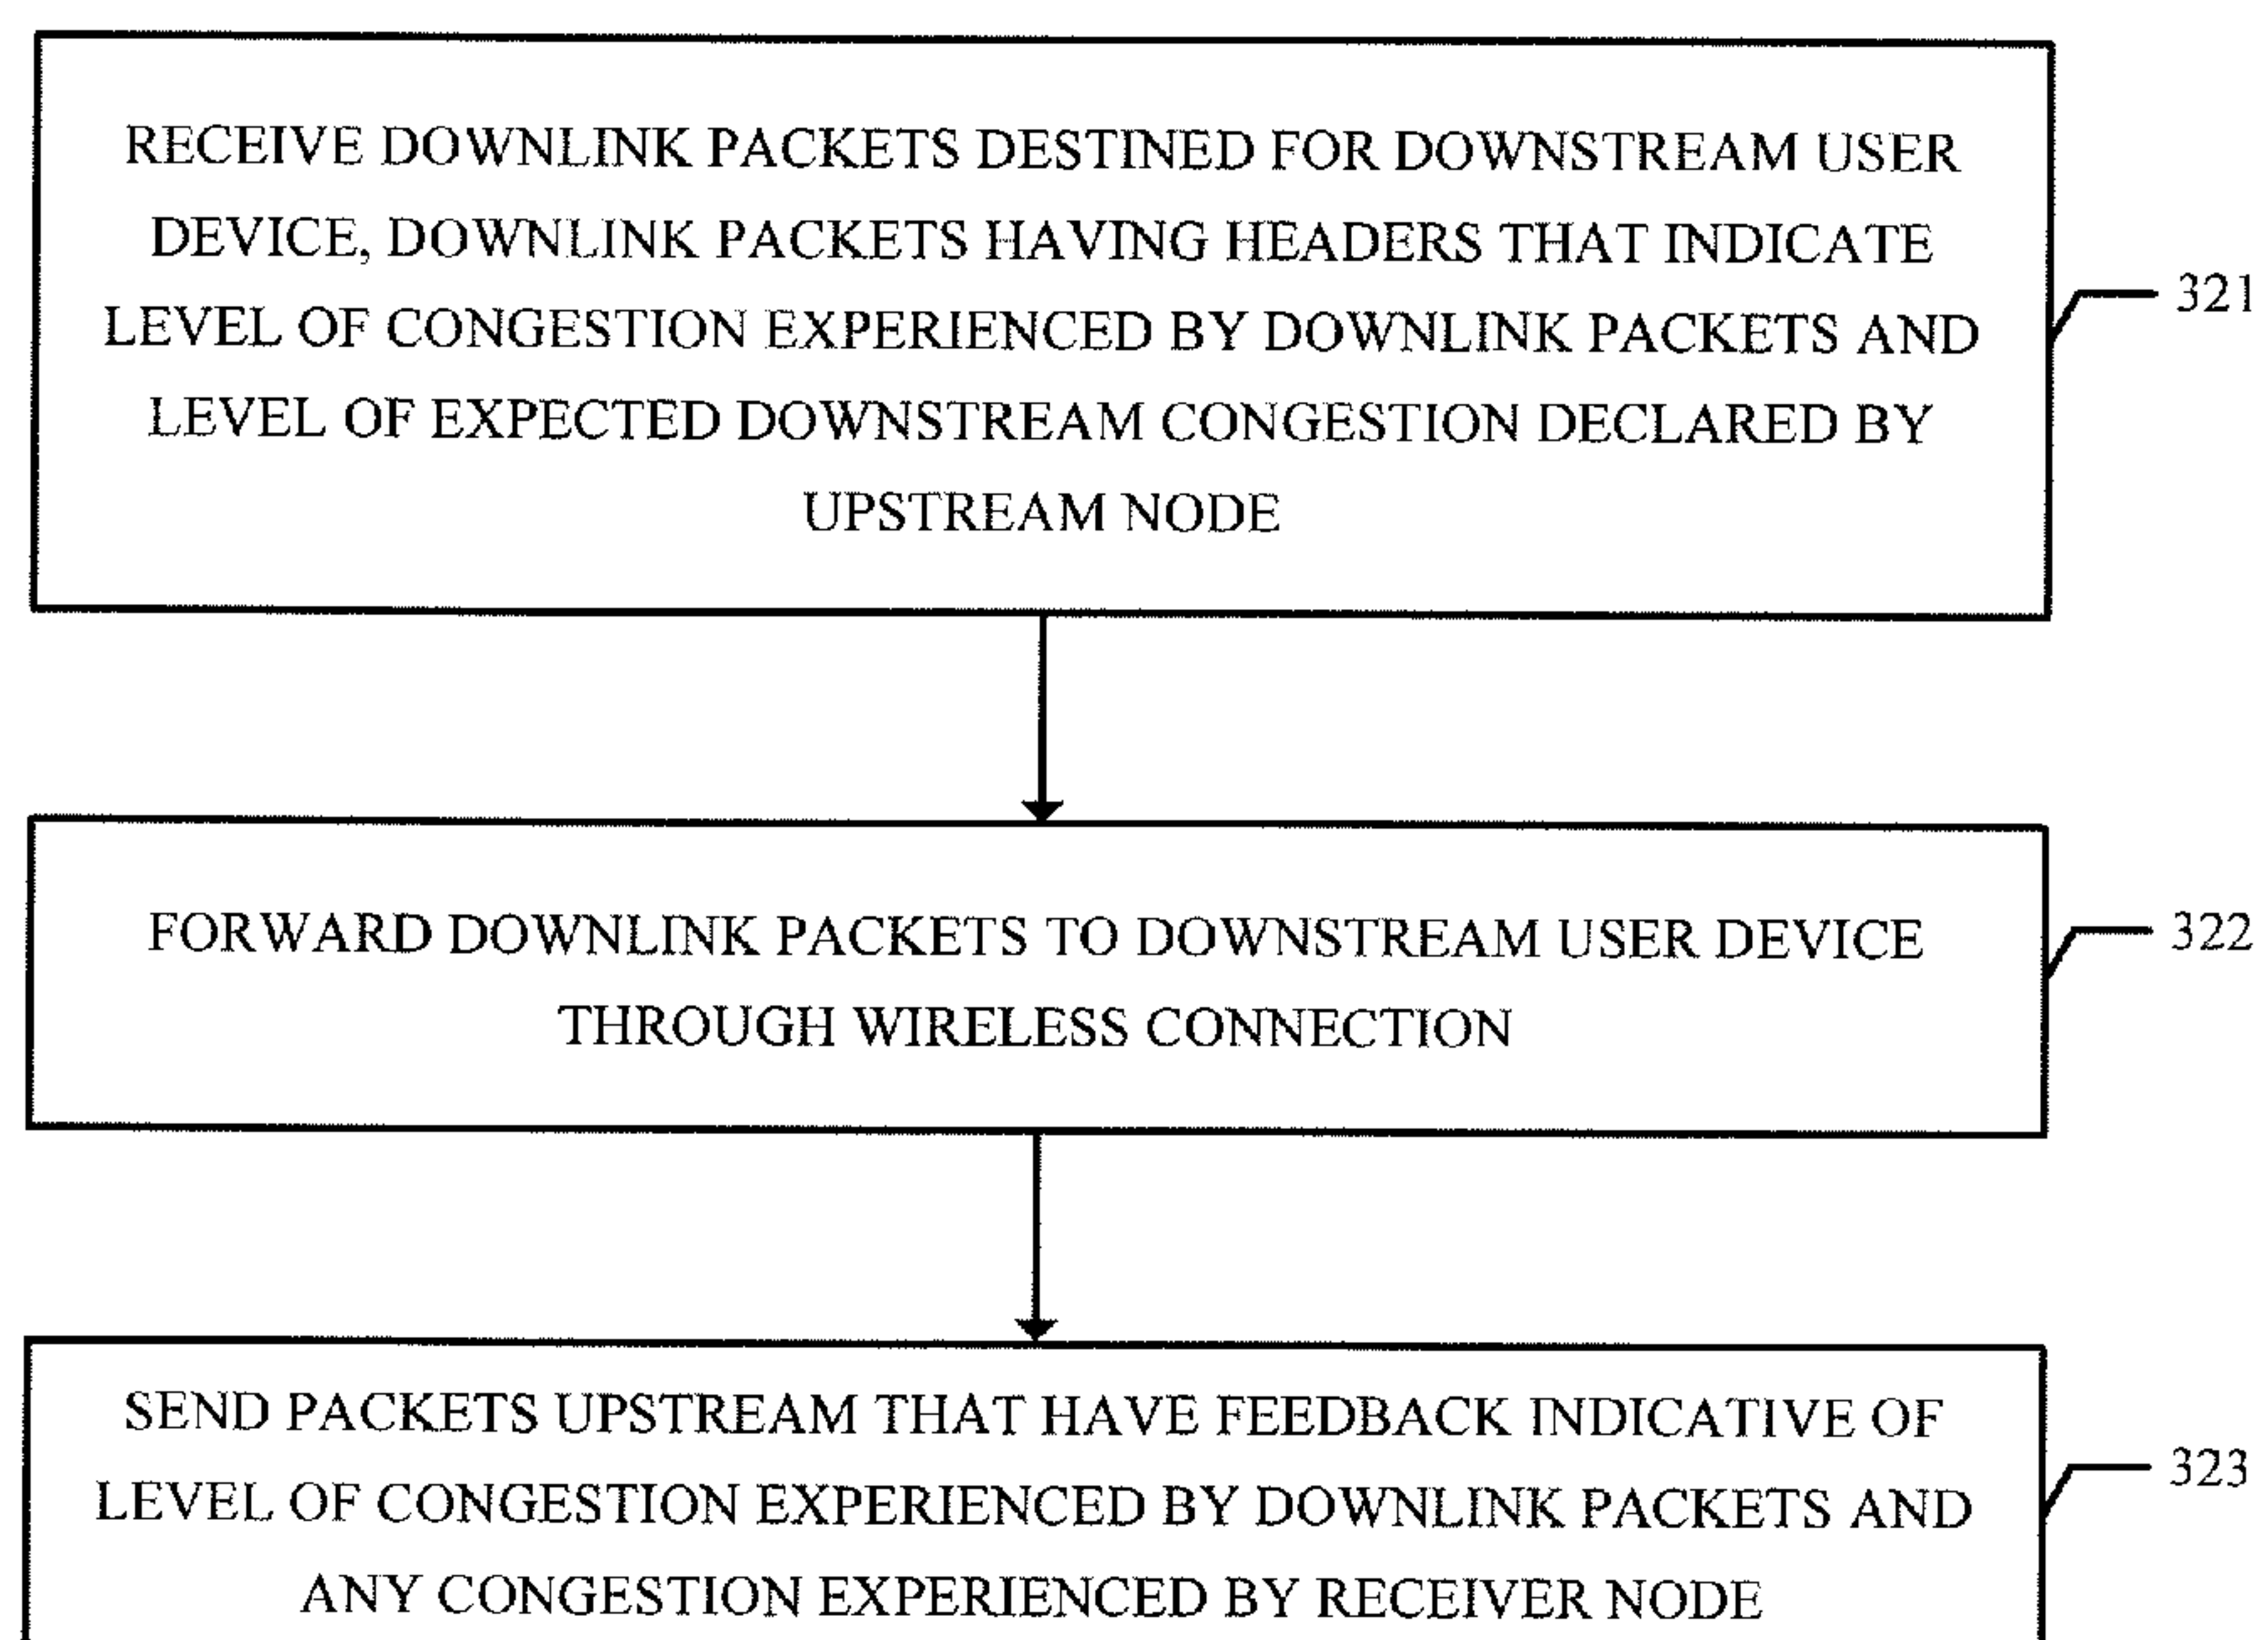 RECEIVE DOWNLINK PACKETS DESTINED FOR DOWNSTREAM USER
DEVICE, DOWNLINK PACKETS HAVING HEADERS THAT INDICATE
LEVEL OF CONGESTION EXPERIENCED BY DOWNLINK PACKETS AND
LEVEL OF EXPECTED DOWNSTREAM CONGESTION DECLARED BY
UPSTREAM NODE
321
FORWARD DOWNLINK PACKETS TO DOWNSTREAM USER DEVICE
THROUGH WIRELESS CONNECTION
322
SEND PACKETS UPSTREAM THAT HAVE FEEDBACK INDICATIVE OF
LEVEL OF CONGESTION EXPERIENCED BY DOWNLINK PACKETS AND
ANY CONGESTION EXPERIENCED BY RECEIVER NODE
323